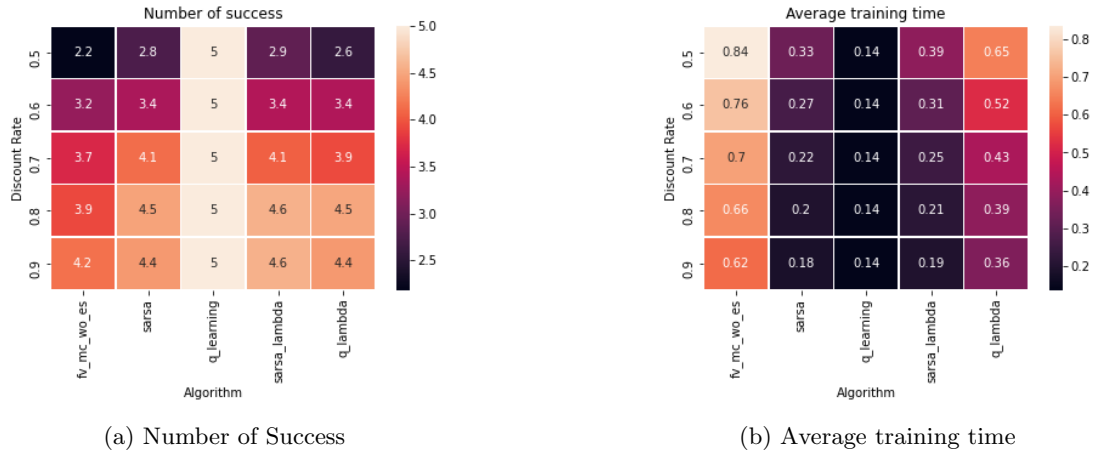 Number of success
0.5 2.2 2.8 5 2.9 2.6
0.6 3.2 3.4 5 3.4 3.4
0.7 3.7 4.1 5 4.1 3.9
0.8 3.9 4.5 5 4.6 4.5
0.9 4.2 4.4 5 4.6 4.4
Discount Rate
fv_mc_wo_es sarsa q_learning sarsa_lambda q_lambda
Algorithm
5.0
4.5
4.0
3.5
3.0
2.5
(a) Number of Success
Average training time
0.5 0.84 0.33 0.14 0.39 0.65
0.6 0.76 0.27 0.14 0.31 0.52
0.7 0.7 0.22 0.14 0.25 0.43
0.8 0.66 0.2 0.14 0.21 0.39
0.9 0.62 0.18 0.14 0.19 0.36
Discount Rate
fv_mc_wo_es sarsa q_learning sarsa_lambda q_lambda
Algorithm
0.8
0.7
0.6
0.5
0.4
0.3
0.2
(b) Average training time